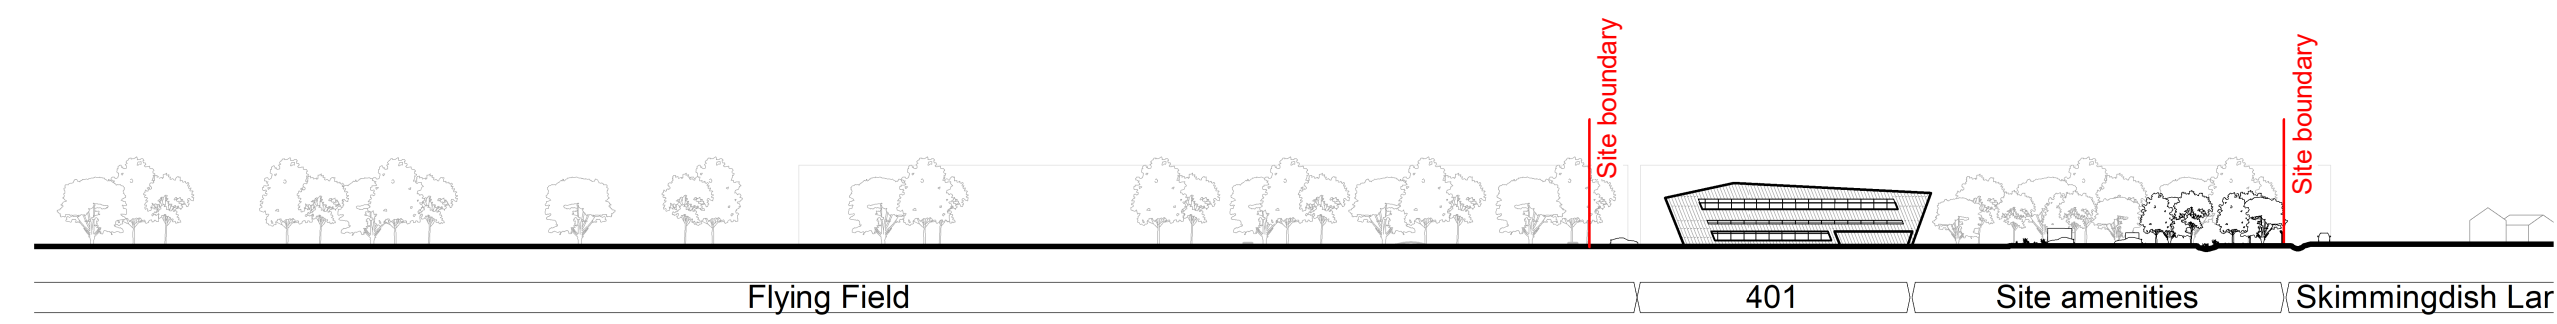 Site boundary
Site boundary
Flying Field
401
Site amenities
Skimmingdish Lar